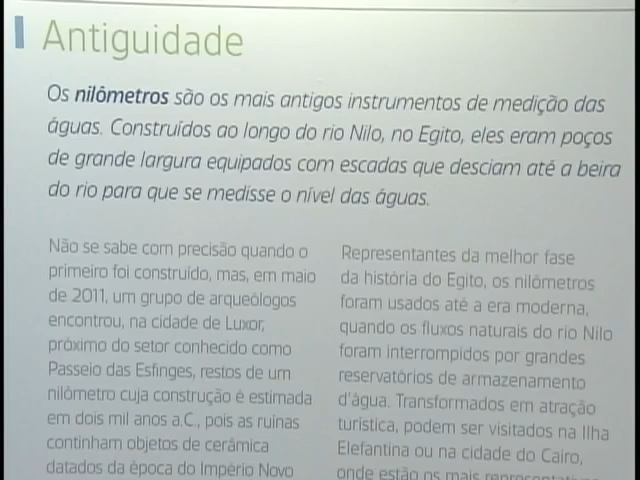 Antiguidade
Os nilômetros são os mais antigos instrumentos de medição das
águas. Construídos ao longo do rio Nilo, no Egito, eles eram poços
de grande largura equipados com escadas que desciam até a beira
do rio para que se medisse o nível das águas.
Não se sabe com precisão quando o
primeiro foi construído, mas, em maio
de 2011, um grupo de arqueólogos
encontrou, na cidade de Luxor,
próximo do setor conhecido como
Passeio das Esfinges, restos de um
nilômetro cuja construção é estimada
em dois mil anos a.C., pois as ruínas
continham objetos de cerâmica
datados da época do Império Novo
Representantes da melhor fase
da história do Egito, os nilômetros
foram usados até a era moderna,
quando os fluxos naturais do rio Nilo
foram interrompidos por grandes
reservatórios de armazenamento
d'água. Transformados em atração
turística, podem ser visitados na Ilha
Elefantina ou na cidade do Cairo,
onde estão os mais